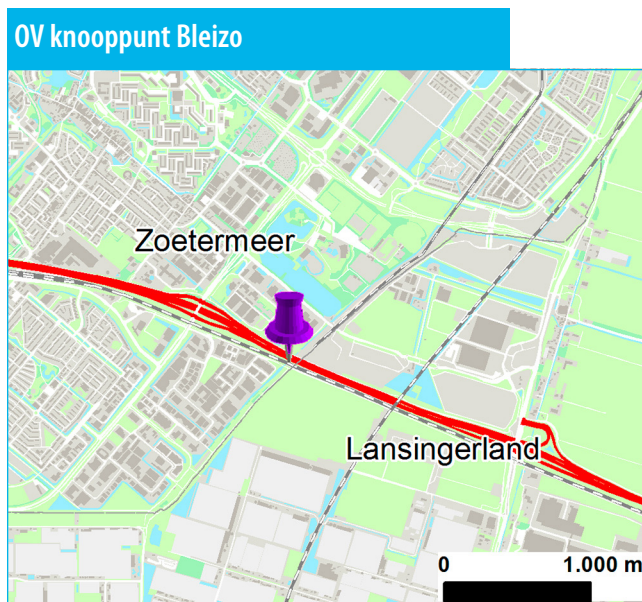 OV knooppunt Bleizo
Zoetermeer
Lansingerland
0 1.000 m